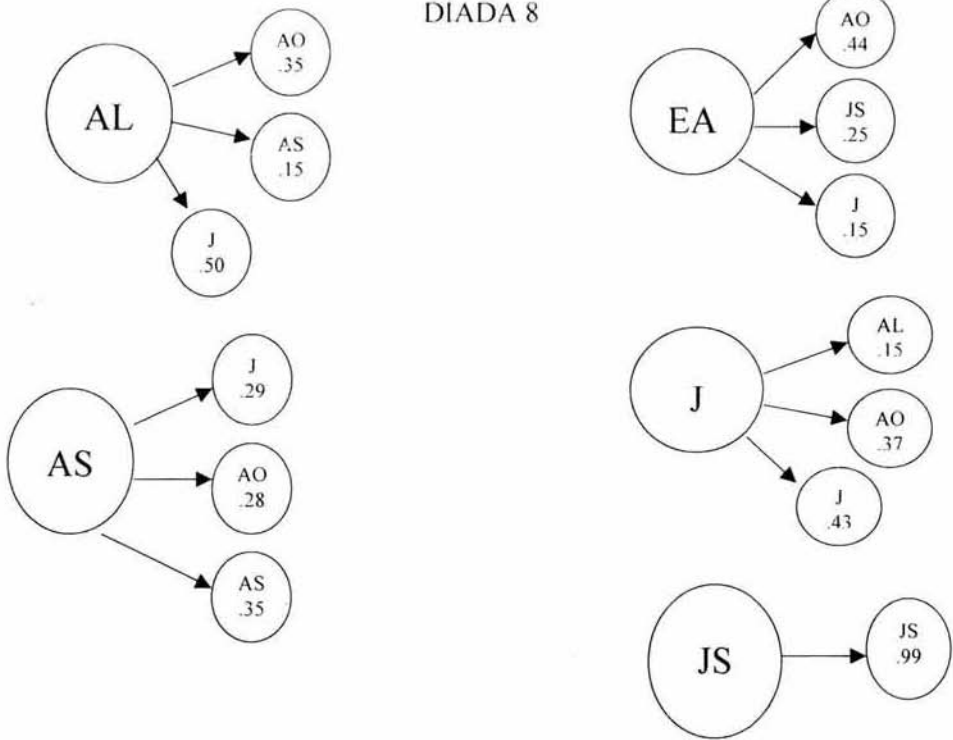 DIADA 8
AL
AO
.35
AS
.15
J
.50
EA
AO
.44
JS
.25
J
.15
AS
J
.29
AO
.28
AS
.35
J
AL
.15
AO
.37
J
.43
JS
JS
.99